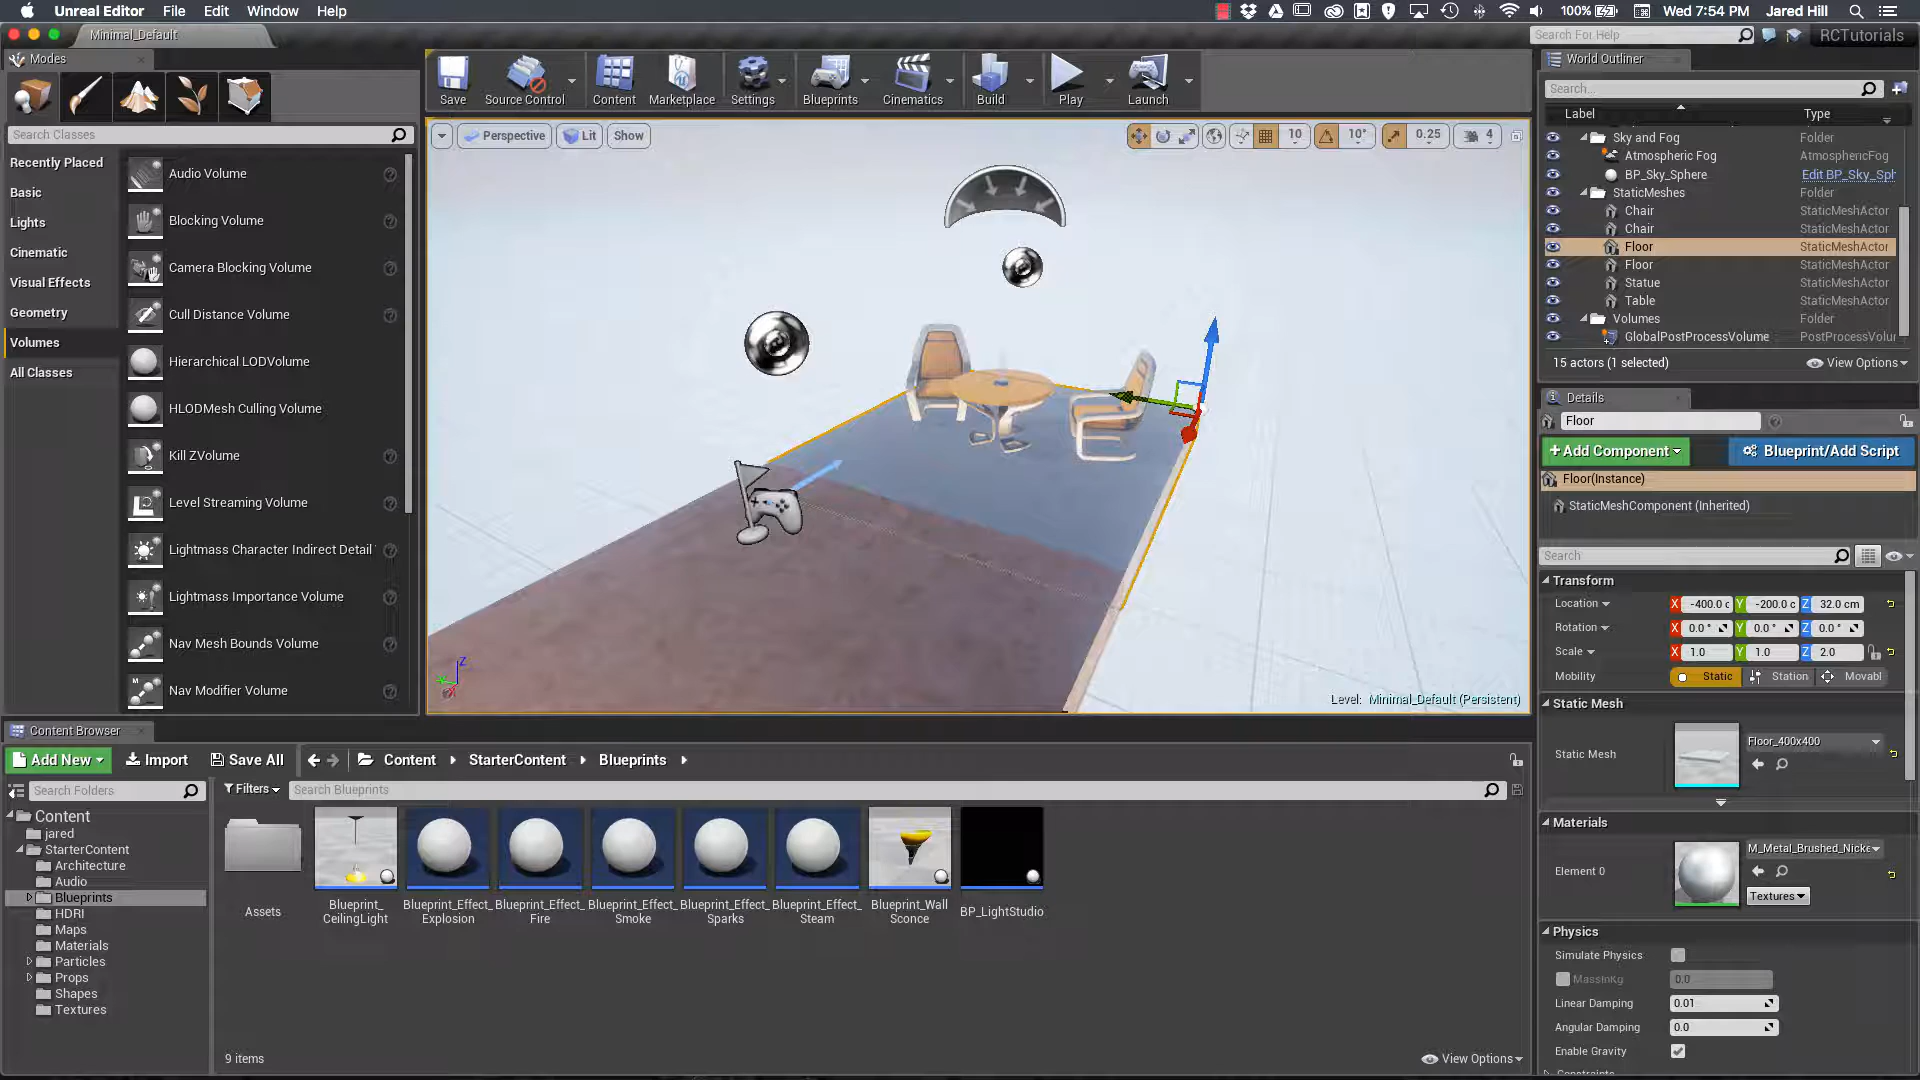 Unreal Editor File Edit Window Help
100% Wed 7:54 PM Jared Hill
Minimal_Default
Search For Help
RCTutorials
Modes
Search Classes
Recently Placed
Basic
Lights
Cinematic
Visual Effects
Geometry
Volumes
All Classes
Audio Volume
Blocking Volume
Camera Blocking Volume
Cull Distance Volume
Hierarchical LODVolume
HLODMesh Culling Volume
Kill ZVolume
Level Streaming Volume
Lightmass Character Indirect Detail
Lightmass Importance Volume
Nav Mesh Bounds Volume
Nav Modifier Volume
Save Source Control Content Marketplace Settings Blueprints Cinematics Build Play Launch
Perspective Lit Show
10 10° 0.25 4
Level: Minimal_Default (Persistent)
World Outliner
Search...
Label Type
Sky and Fog Folder
Atmospheric Fog AtmosphericFog
BP_Sky_Sphere Edit BP_Sky_Sph
StaticMeshes Folder
Chair StaticMeshActor
Chair StaticMeshActor
Floor StaticMeshActor
Floor StaticMeshActor
Statue StaticMeshActor
Table StaticMeshActor
Volumes Folder
GlobalPostProcessVolume PostProcessVolu
15 actors (1 selected) View Options
Details
Floor
+Add Component Blueprint/Add Script
Floor(Instance)
StaticMeshComponent (Inherited)
Search
Transform
Location X -400.0 c Y -200.0 c Z 32.0 cm
Rotation X 0.0 ° Y 0.0 ° Z 0.0 °
Scale X 1.0 Y 1.0 Z 2.0
Mobility Static Station Movabl
Static Mesh
Static Mesh Floor_400x400
Materials
Element 0 M_Metal_Brushed_Nicke
Textures
Physics
Simulate Physics
MassInKg 0.0
Linear Damping 0.01
Angular Damping 0.0
Enable Gravity
Constraints
Content Browser
Add New Import Save All Content StarterContent Blueprints
Search Folders
Filters Search Blueprints
Content
jared
StarterContent
Architecture
Audio
Blueprints
HDRI
Maps
Materials
Particles
Props
Shapes
Textures
Assets
Blueprint_
CeilingLight
Blueprint_Effect_
Explosion
Blueprint_Effect_
Fire
Blueprint_Effect_
Smoke
Blueprint_Effect_
Sparks
Blueprint_Effect_
Steam
Blueprint_Wall
Sconce
BP_LightStudio
9 items View Options